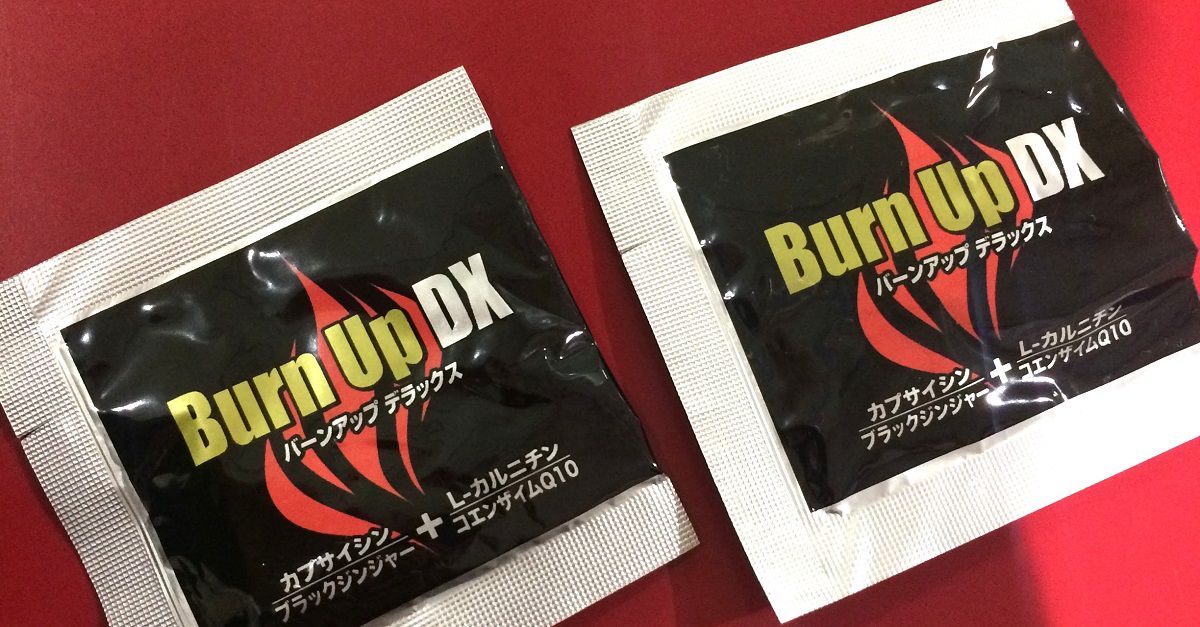 Burn Up DX
バーンアップ デラックス
カプサイシン
ブラックジンジャー
+
L-カルニチン
コエンザイムQ10
Burn Up DX
バーンアップ デラックス
カプサイシン
ブラックジンジャー
+
L-カルニチン
コエンザイムQ10